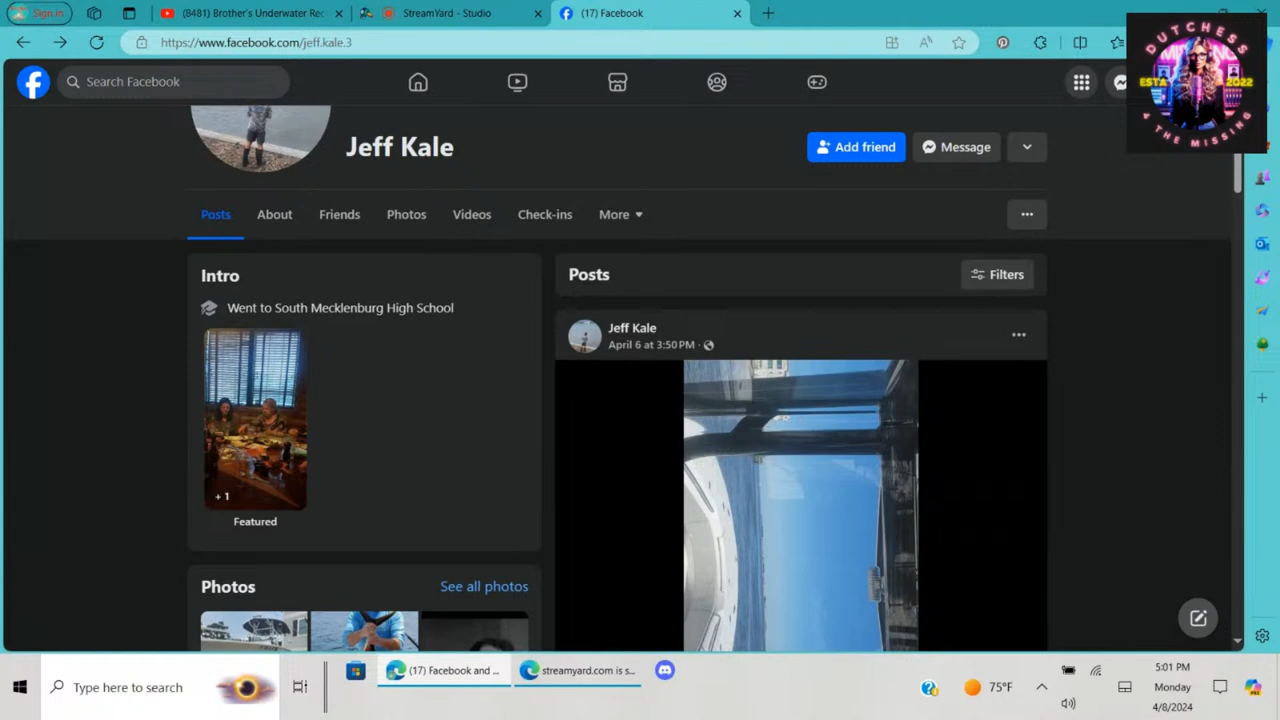 Sign in
(8481) Brother's Underwater Rec
StreamYard - Studio
(17) Facebook
https://www.facebook.com/jeff.kale.3
DUTCHESS
ESTA 2022
& THE MISSING
Search Facebook
Jeff Kale
Add friend
Message
Posts
About
Friends
Photos
Videos
Check-ins
More
Intro
Went to South Mecklenburg High School
+ 1
Featured
Photos
See all photos
Posts
Filters
Jeff Kale
April 6 at 3:50 PM
Type here to search
(17) Facebook and ...
streamyard.com is s...
75°F
5:01 PM
Monday
4/8/2024